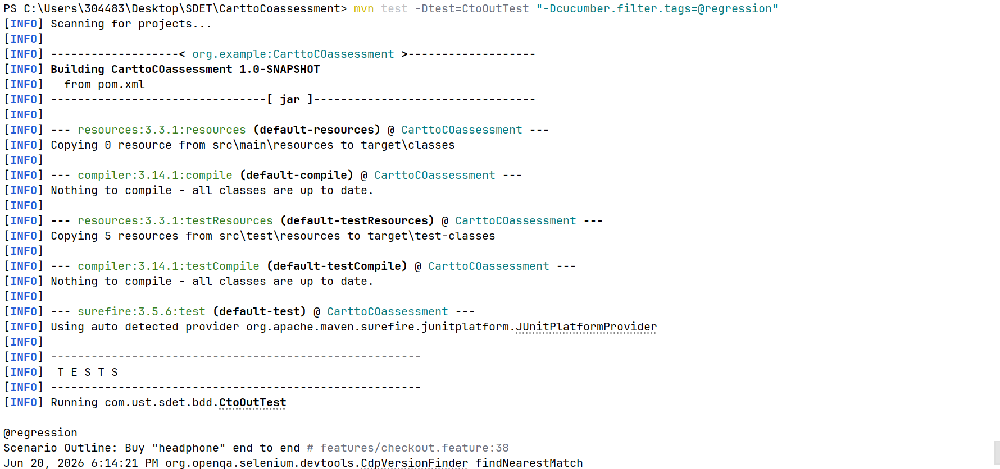 PS C:\Users\304483\Desktop\SDET\CarttoCoassessment> mvn test -Dtest=CtoOutTest "-Dcucumber.filter.tags=@regression"
[INFO] Scanning for projects...
[INFO]
[INFO] -------------------< org.example:CarttoCOassessment >-------------------
[INFO] Building CarttoCOassessment 1.0-SNAPSHOT
[INFO]   from pom.xml
[INFO] --------------------------------[ jar ]---------------------------------
[INFO]
[INFO] --- resources:3.3.1:resources (default-resources) @ CarttoCOassessment ---
[INFO] Copying 0 resource from src\main\resources to target\classes
[INFO]
[INFO] --- compiler:3.14.1:compile (default-compile) @ CarttoCOassessment ---
[INFO] Nothing to compile - all classes are up to date.
[INFO]
[INFO] --- resources:3.3.1:testResources (default-testResources) @ CarttoCOassessment ---
[INFO] Copying 5 resources from src\test\resources to target\test-classes
[INFO]
[INFO] --- compiler:3.14.1:testCompile (default-testCompile) @ CarttoCOassessment ---
[INFO] Nothing to compile - all classes are up to date.
[INFO]
[INFO] --- surefire:3.5.6:test (default-test) @ CarttoCOassessment ---
[INFO] Using auto detected provider org.apache.maven.surefire.junitplatform.JUnitPlatformProvider
[INFO]
[INFO] -------------------------------------------------------
[INFO]  T E S T S
[INFO] -------------------------------------------------------
[INFO] Running com.ust.sdet.bdd.CtoOutTest
@regression
Scenario Outline: Buy "headphone" end to end # features/checkout.feature:38
Jun 20, 2026 6:14:21 PM org.openqa.selenium.devtools.CdpVersionFinder findNearestMatch